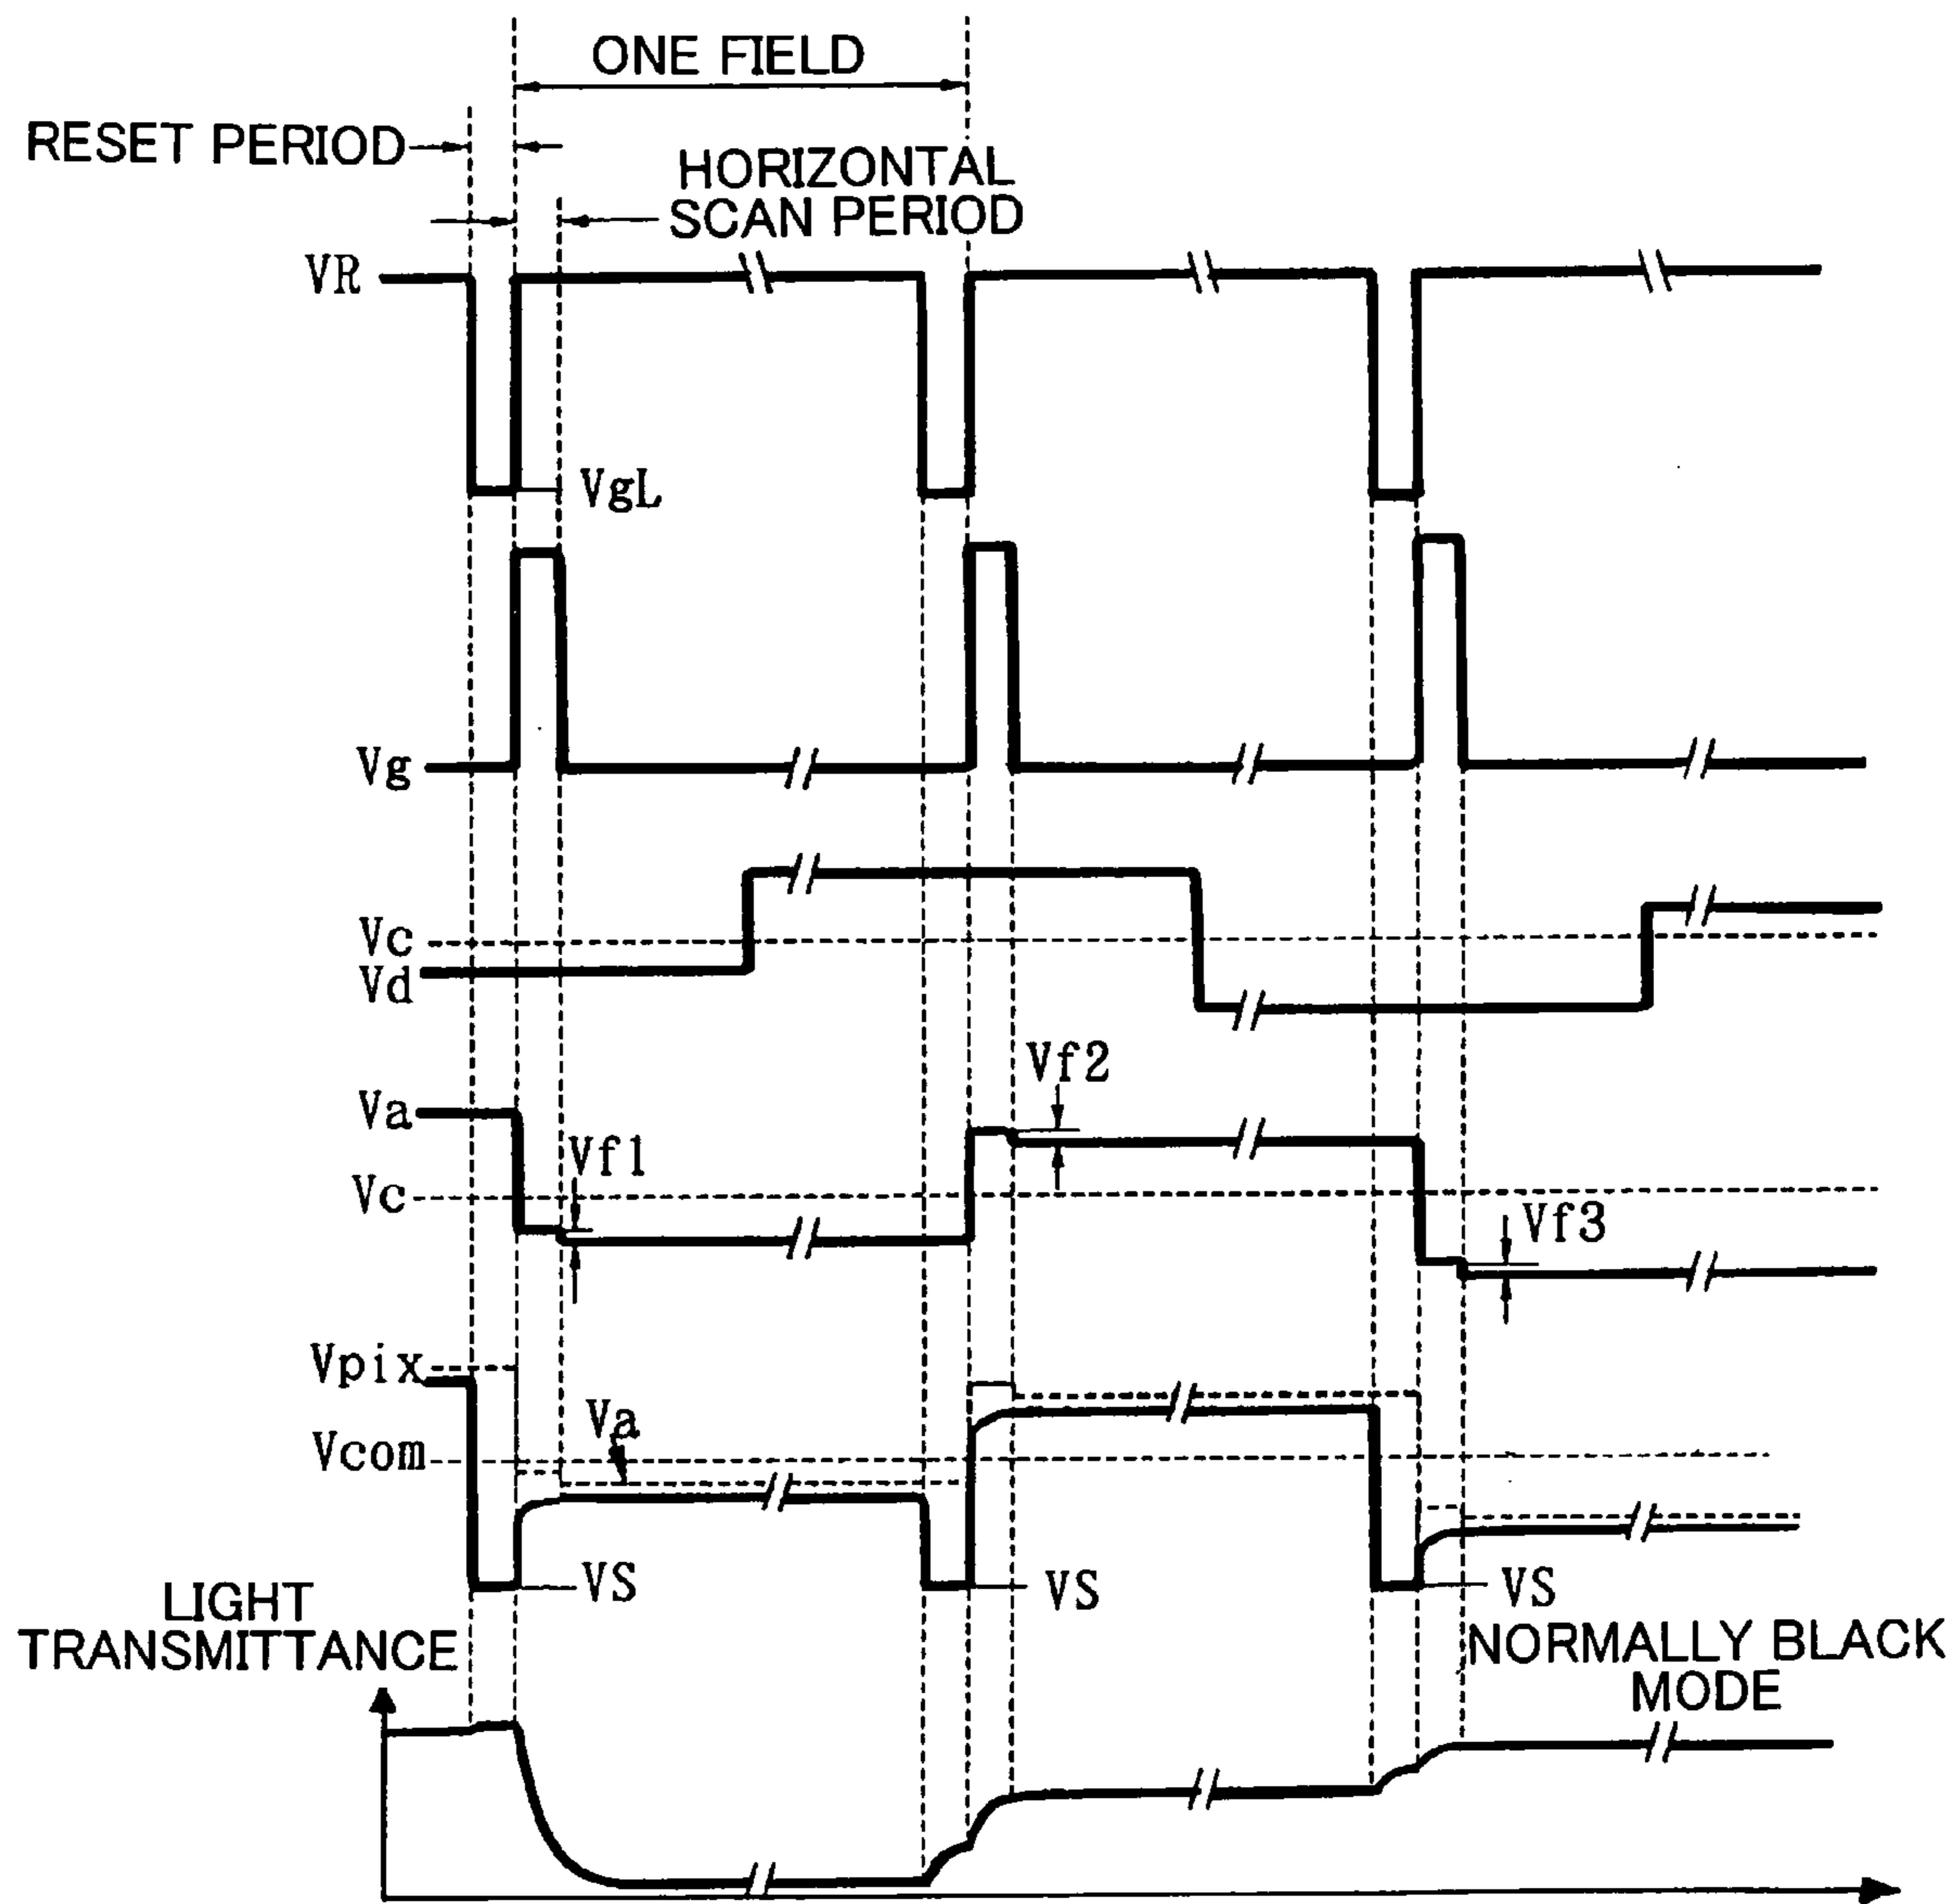 ONE FIELD
RESET PERIOD
HORIZONTAL
SCAN PERIOD
VR
VgL
Vg
Vc
Vd
Vf2
Va
Vf1
Vc
Vf3
Vpix
Va
Vcom
VS
VS
VS
LIGHT
TRANSMITTANCE
NORMALLY BLACK
MODE